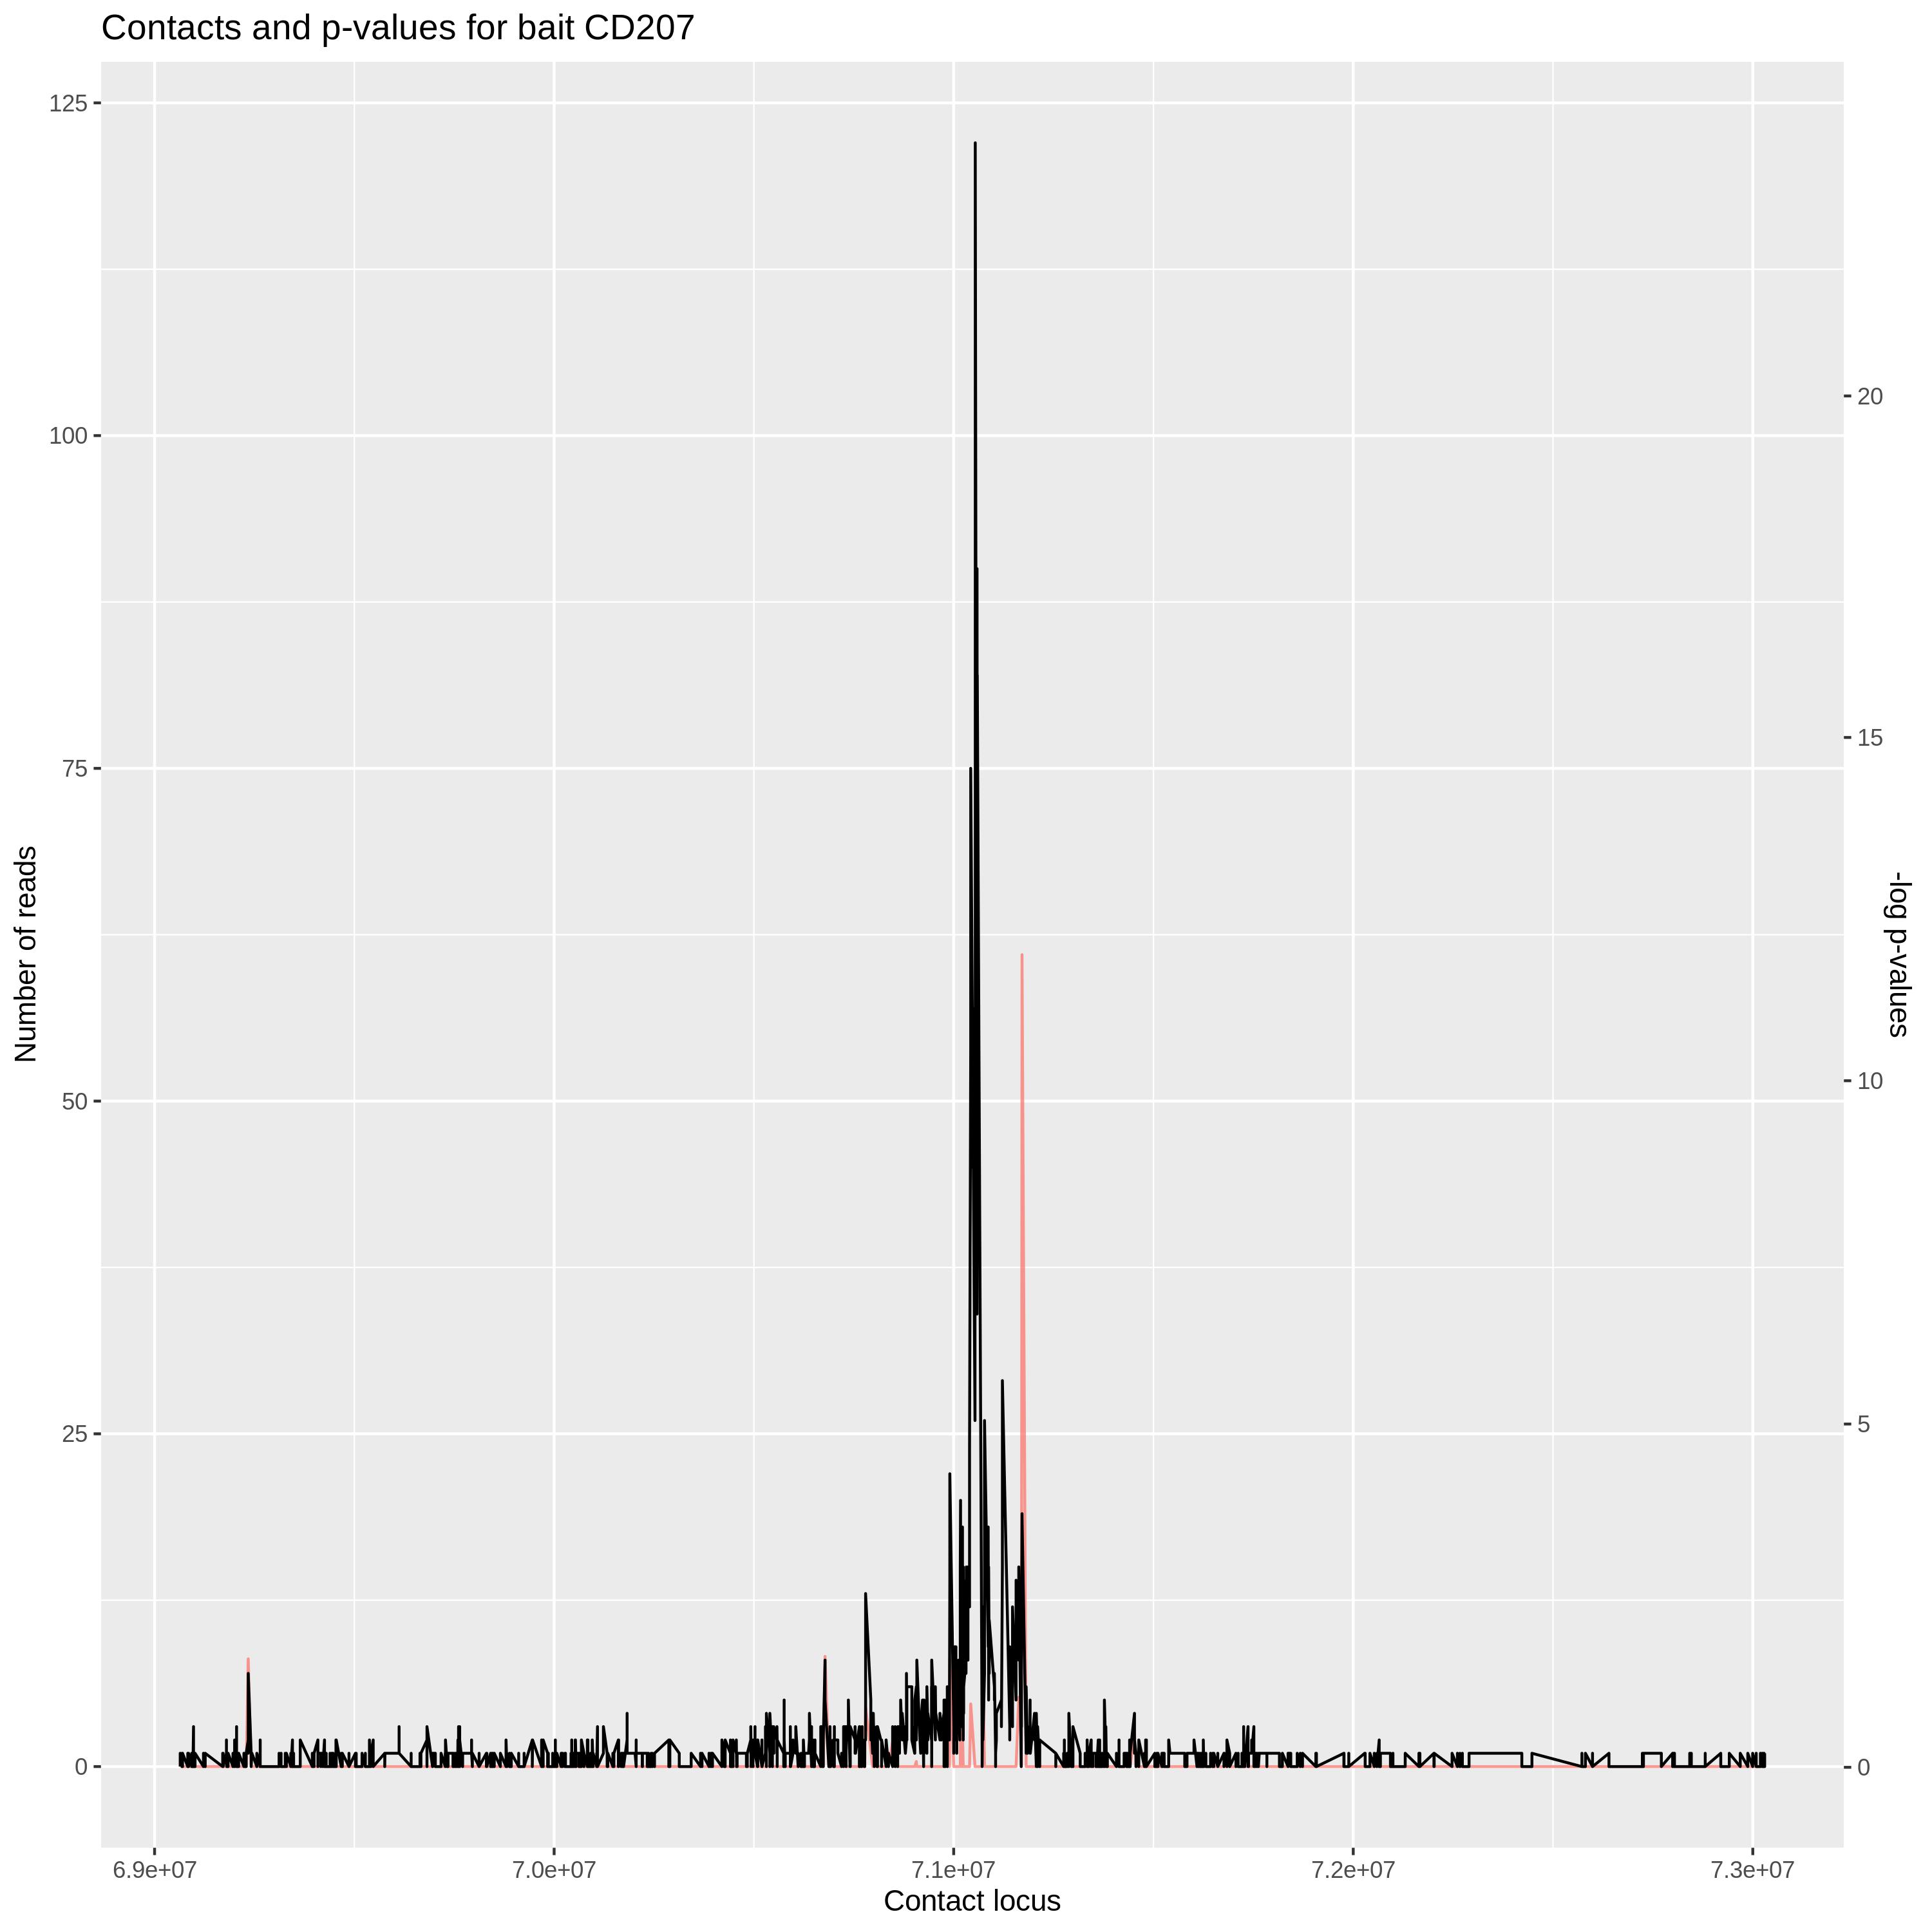 Contacts and p-values for bait CD207
125
100
75
50
25
0
Number of reads
20
15
10
5
0
-log p-values
6.9e+07 7.0e+07 7.1e+07 7.2e+07 7.3e+07
Contact locus